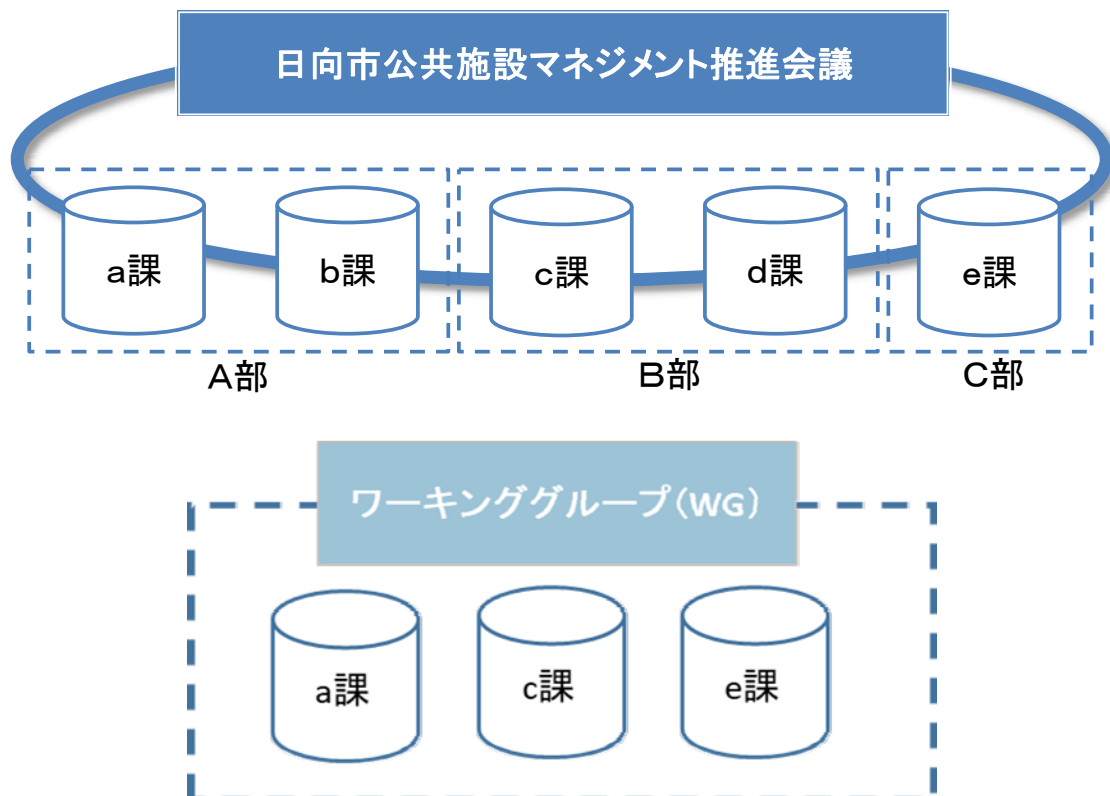 日向市公共施設マネジメント推進会議
a課
b課
c課
d課
e課
A部
B部
C部
ワーキンググループ(WG)
a課
c課
e課